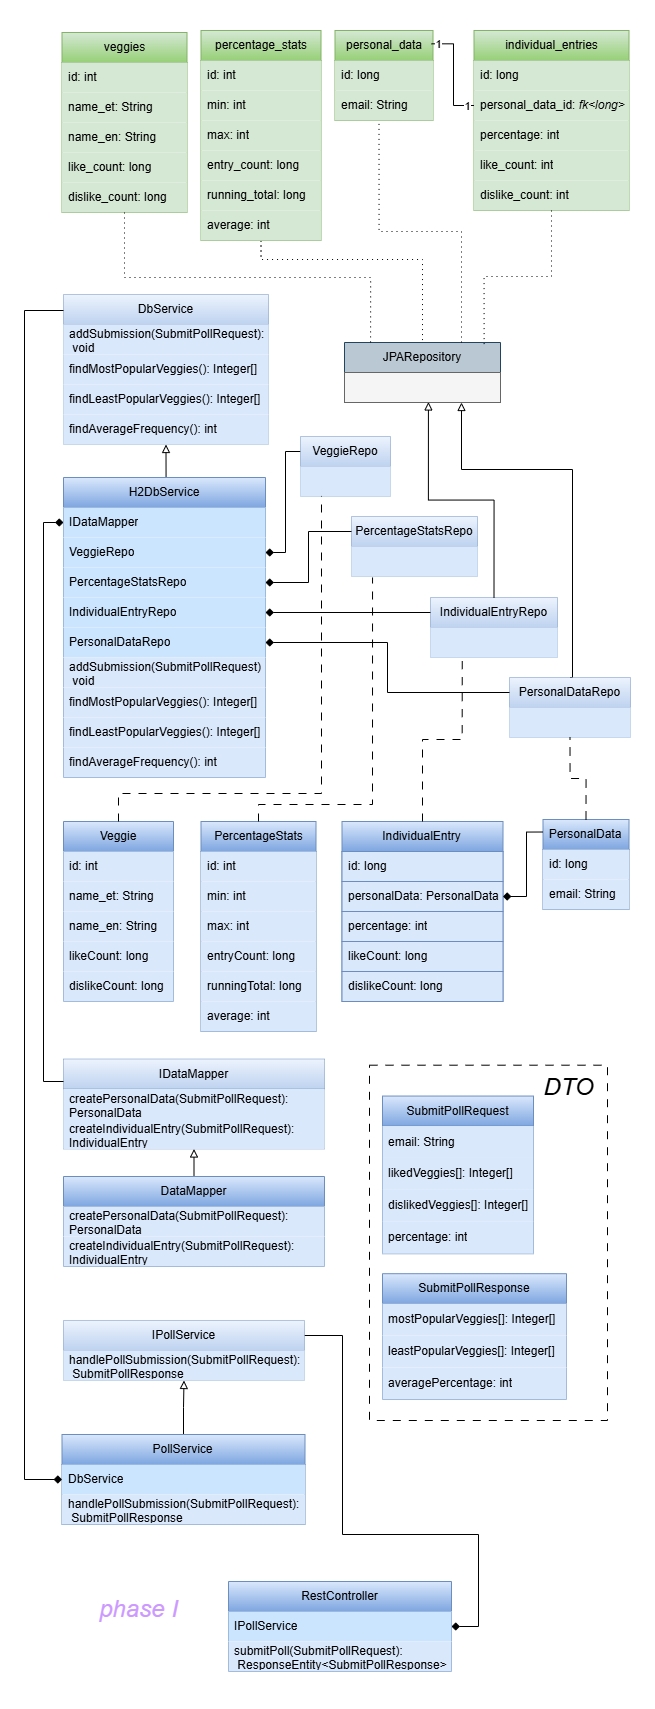 veggies
id: int
name_et: String
name_en: String
like_count: long
dislike_count: long
percentage_stats
id: int
min: int
max: int
entry_count: long
running_total: long
average: int
personal_data
id: long
email: String
1
1
individual_entries
id: long
personal_data_id: fk<long>
percentage: int
like_count: int
dislike_count: int
DbService
addSubmission(SubmitPollRequest):
void
findMostPopularVeggies(): Integer[]
findLeastPopularVeggies(): Integer[]
findAverageFrequency(): int
JPARepository
H2DbService
IDataMapper
VeggieRepo
PercentageStatsRepo
IndividualEntryRepo
PersonalDataRepo
addSubmission(SubmitPollRequest)
void
findMostPopularVeggies(): Integer[]
findLeastPopularVeggies(): Integer[]
findAverageFrequency(): int
VeggieRepo
PercentageStatsRepo
IndividualEntryRepo
PersonalDataRepo
Veggie
id: int
name_et: String
name_en: String
likeCount: long
dislikeCount: long
PercentageStats
id: int
min: int
max: int
entryCount: long
runningTotal: long
average: int
IndividualEntry
id: long
personalData: PersonalData
percentage: int
likeCount: long
dislikeCount: long
PersonalData
id: long
email: String
IDataMapper
createPersonalData(SubmitPollRequest):
PersonalData
createIndividualEntry(SubmitPollRequest):
IndividualEntry
DataMapper
createPersonalData(SubmitPollRequest):
PersonalData
createIndividualEntry(SubmitPollRequest):
IndividualEntry
DTO
SubmitPollRequest
email: String
likedVeggies[]: Integer[]
dislikedVeggies[]: Integer[]
percentage: int
SubmitPollResponse
mostPopularVeggies[]: Integer[]
leastPopularVeggies[]: Integer[]
averagePercentage: int
IPollService
handlePollSubmission(SubmitPollRequest):
SubmitPollResponse
PollService
DbService
handlePollSubmission(SubmitPollRequest):
SubmitPollResponse
phase I
RestController
IPollService
submitPoll(SubmitPollRequest):
ResponseEntity<SubmitPollResponse>